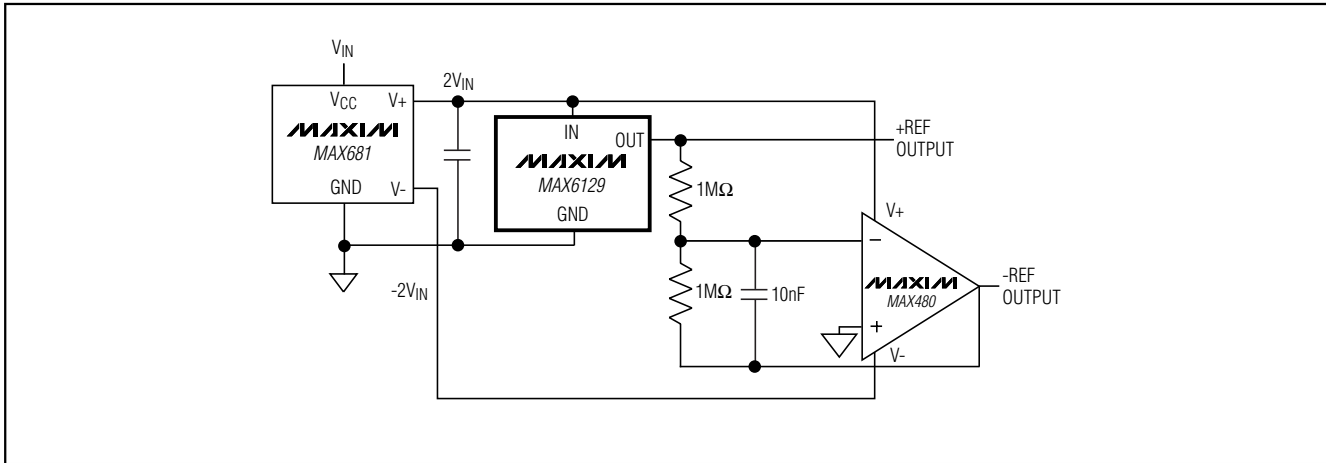 VIN
VCC
V+
MAXIM
MAX681
GND
V-
2VIN
-2VIN
IN
OUT
MAXIM
MAX6129
GND
+REF
OUTPUT
1MΩ
1MΩ
10nF
V+
−
MAXIM
MAX480
+
V-
-REF
OUTPUT